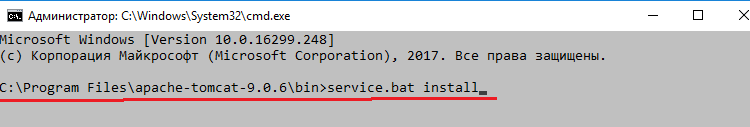 Администратор: C:\Windows\System32\cmd.exe
Microsoft Windows [Version 10.0.16299.248]
(c) Корпорация Майкрософт (Microsoft Corporation), 2017. Все права защищены.
C:\Program Files\apache-tomcat-9.0.6\bin>service.bat install